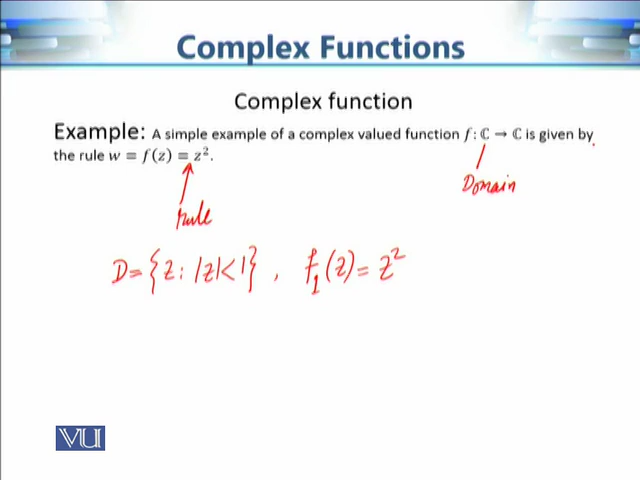 Complex Functions
Complex function
Example: A simple example of a complex valued function f: ℂ → ℂ is given by
the rule w = f(z) = z².
Domain
rule
D = {z : |z| < 1} , f₁(z) = z²
VU